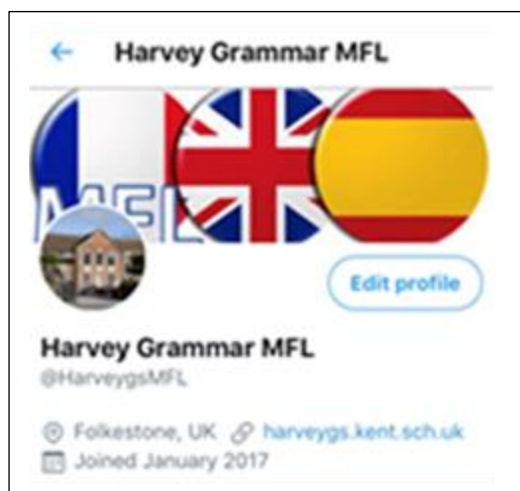 Harvey Grammar MFL
MFL
Edit profile
Harvey Grammar MFL
@HarveygsMFL
Folkestone, UK harveygs.kent.sch.uk
Joined January 2017